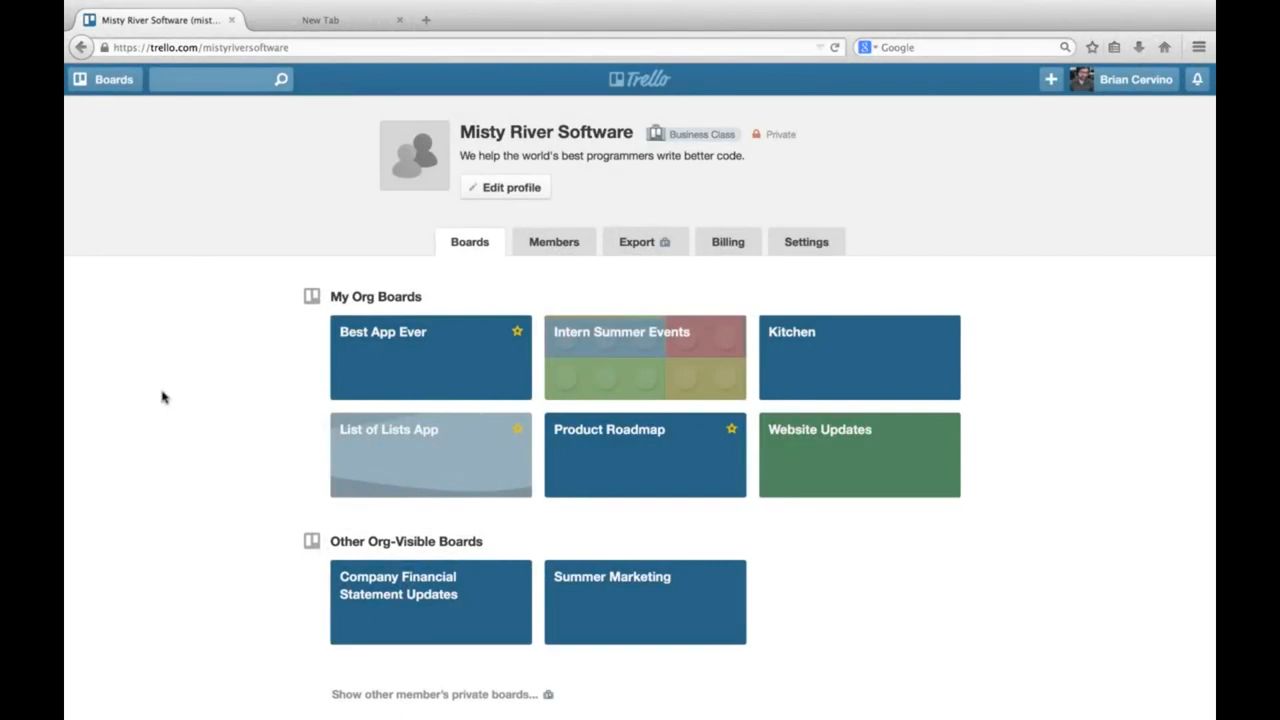 Misty River Software (mist...
New Tab
https://trello.com/mistyriversoftware
Google
Boards
Trello
Brian Cervino
Misty River Software
Business Class
Private
We help the world's best programmers write better code.
Edit profile
Boards
Members
Export
Billing
Settings
My Org Boards
Best App Ever
Intern Summer Events
Kitchen
List of Lists App
Product Roadmap
Website Updates
Other Org-Visible Boards
Company Financial
Statement Updates
Summer Marketing
Show other member's private boards...